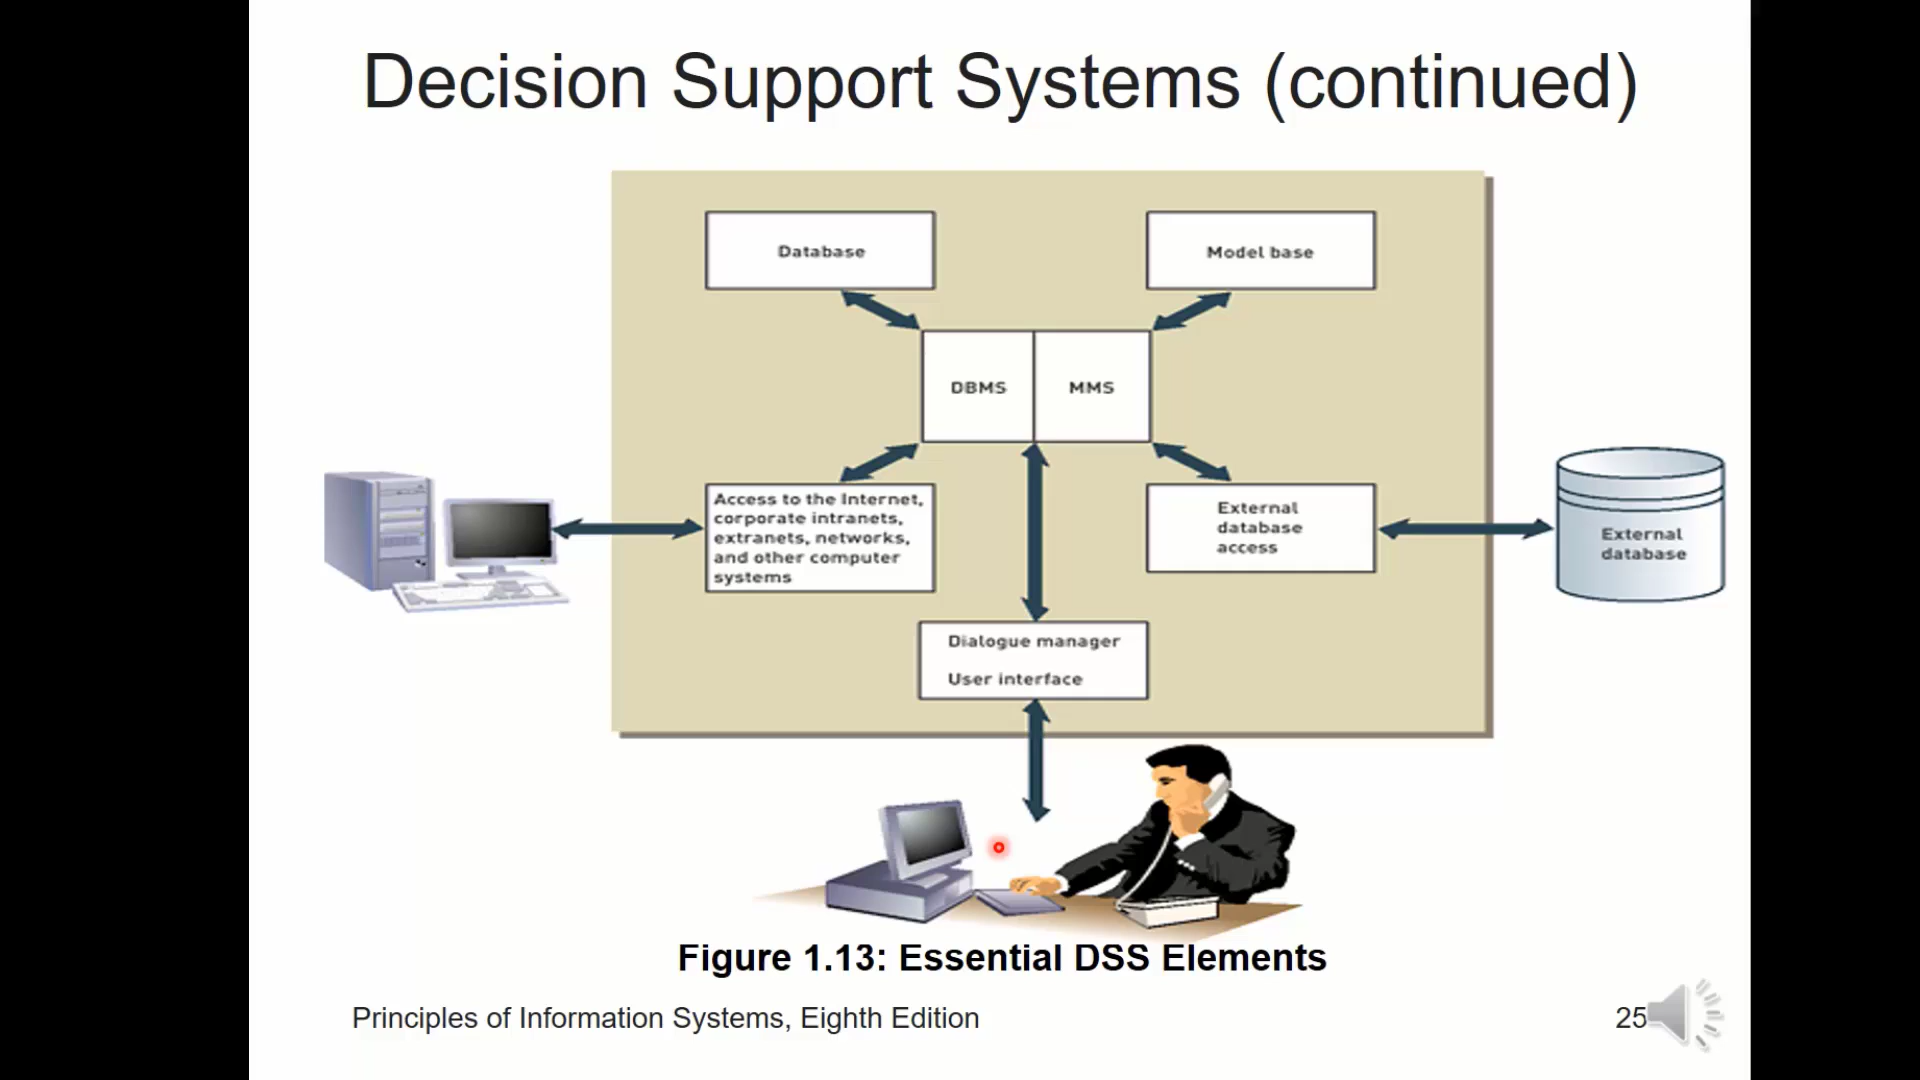 Decision Support Systems (continued)
Database
Model base
DBMS
MMS
Access to the Internet,
corporate intranets,
extranets, networks,
and other computer
systems
External
database
access
External
database
Dialogue manager
User interface
Figure 1.13: Essential DSS Elements
Principles of Information Systems, Eighth Edition
25